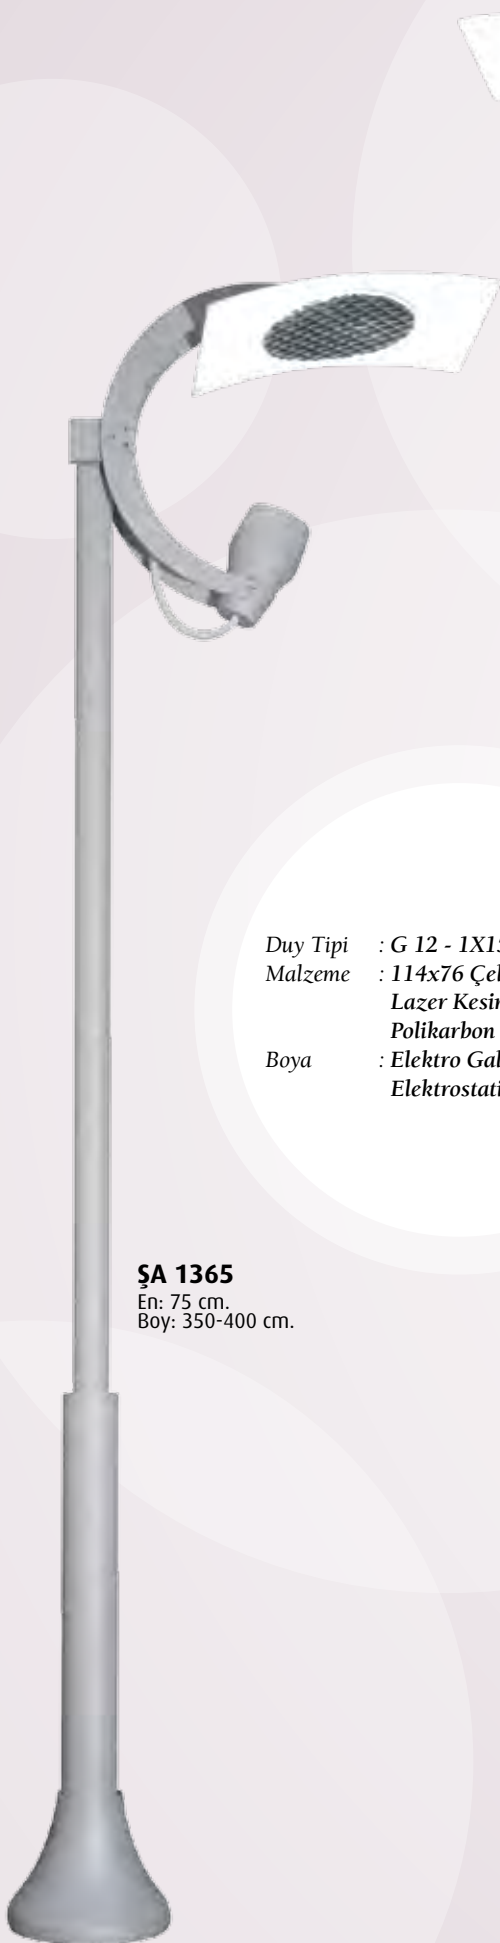 Duy Tipi : G 12 - 1X1
Malzeme : 114x76 Çel
Lazer Kesi
Polikarbon
Boya : Elektro Gal
Elektrostati
ŞA 1365
En: 75 cm.
Boy: 350-400 cm.